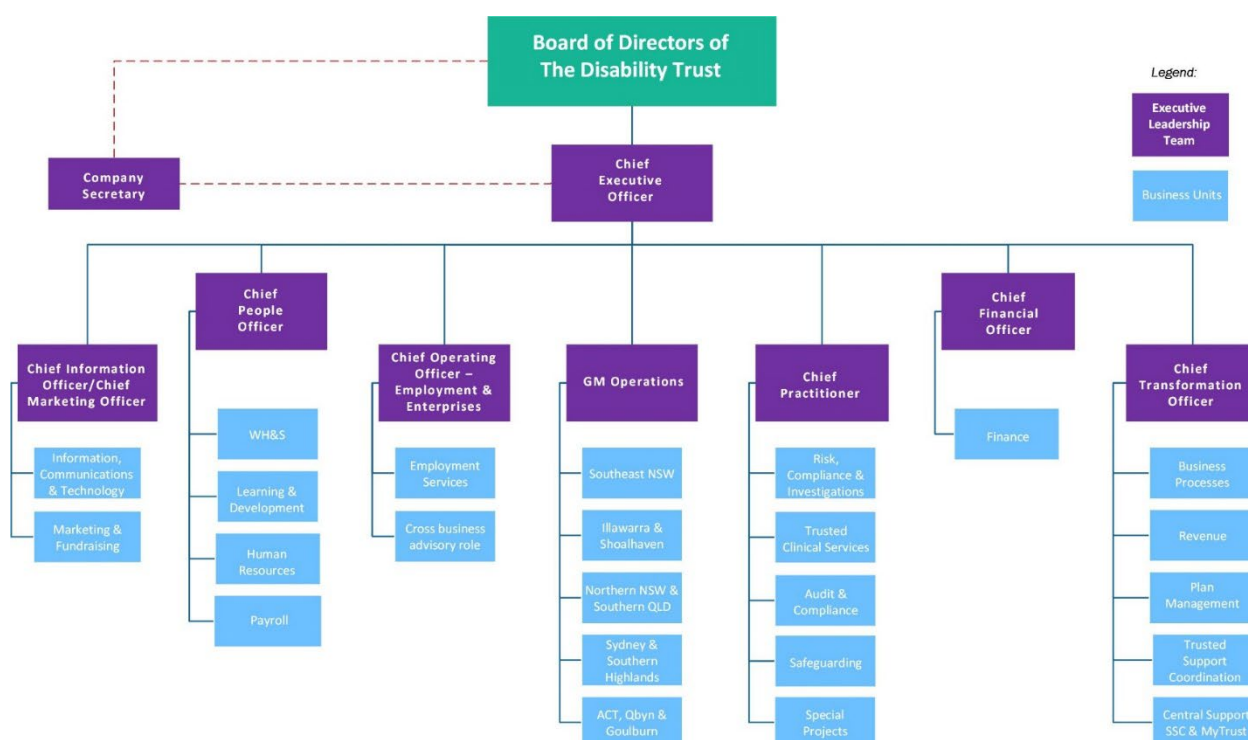 Board of Directors of
The Disability Trust
Legend:
Executive
Leadership
Team
Business Units
Company
Secretary
Chief
Executive
Officer
Chief Information
Officer/Chief
Marketing Officer
Information,
Communications
& Technology
Marketing &
Fundraising
Chief
People
Officer
WH&S
Learning &
Development
Human
Resources
Payroll
Chief Operating
Officer –
Employment &
Enterprises
Employment
Services
Cross business
advisory role
GM Operations
Southeast NSW
Illawarra &
Shoalhaven
Northern NSW &
Southern QLD
Sydney &
Southern
Highlands
ACT, Qbyn &
Goulburn
Chief
Practitioner
Risk,
Compliance &
Investigations
Trusted
Clinical Services
Audit &
Compliance
Safeguarding
Special
Projects
Chief
Financial
Officer
Finance
Chief
Transformation
Officer
Business
Processes
Revenue
Plan
Management
Trusted
Support
Coordination
Central Support
SSC & MyTrust